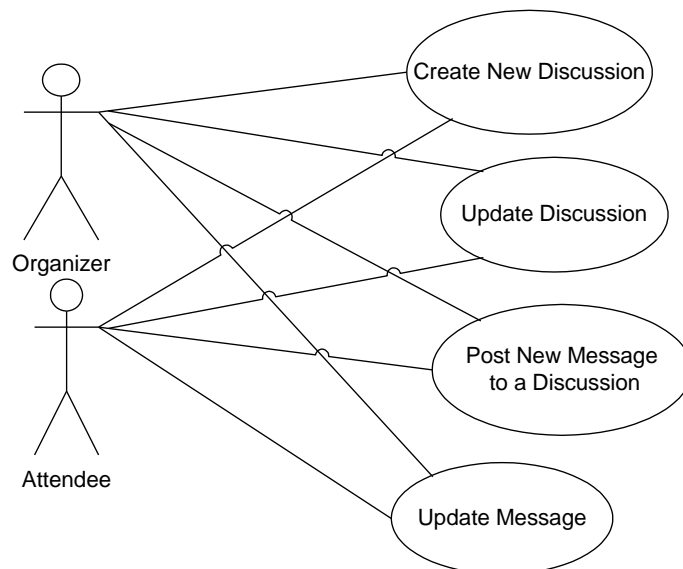 Create New Discussion
Update Discussion
Organizer
Post New Message
to a Discussion
Attendee
Update Message